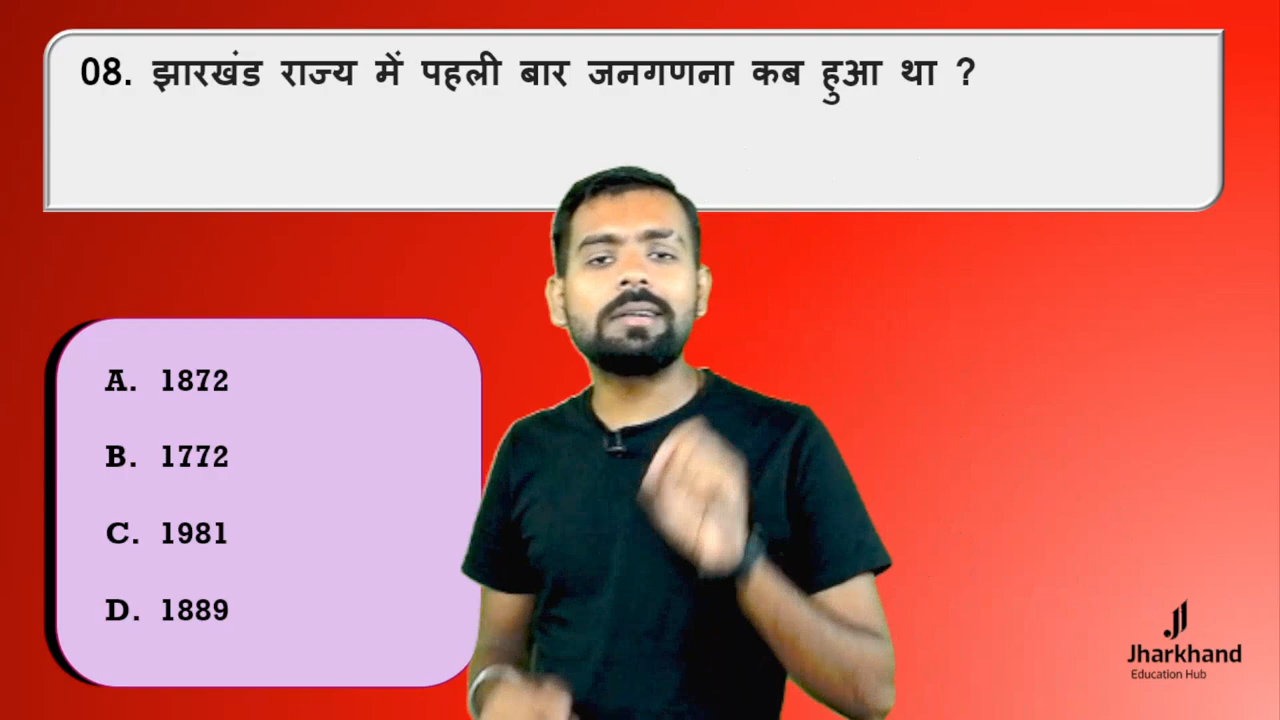 08. झारखंड राज्य में पहली बार जनगणना कब हुआ था ?
A. 1872
B. 1772
C. 1981
D. 1889
Jharkhand
Education Hub